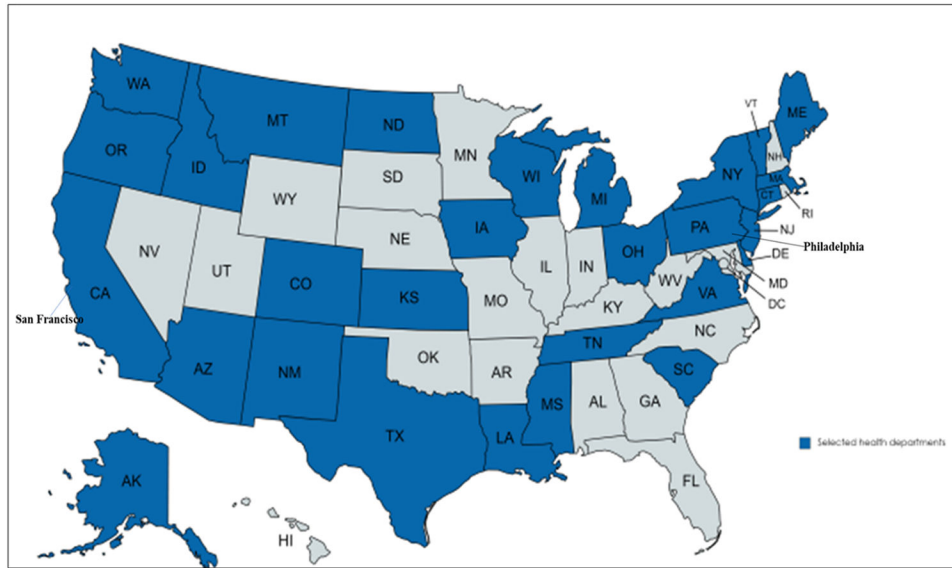 WA
MT
ND
MN
VT
ME
OR
ID
SD
WI
MI
NY
NH
MA
CT
RI
WY
IA
PA
NJ
Philadelphia
NE
OH
DE
NV
UT
CO
IL
IN
WV
MD
CA
KS
MO
KY
VA
DC
San Francisco
NC
TN
AZ
NM
OK
AR
SC
MS
AL
GA
TX
LA
Selected health departments
AK
FL
HI